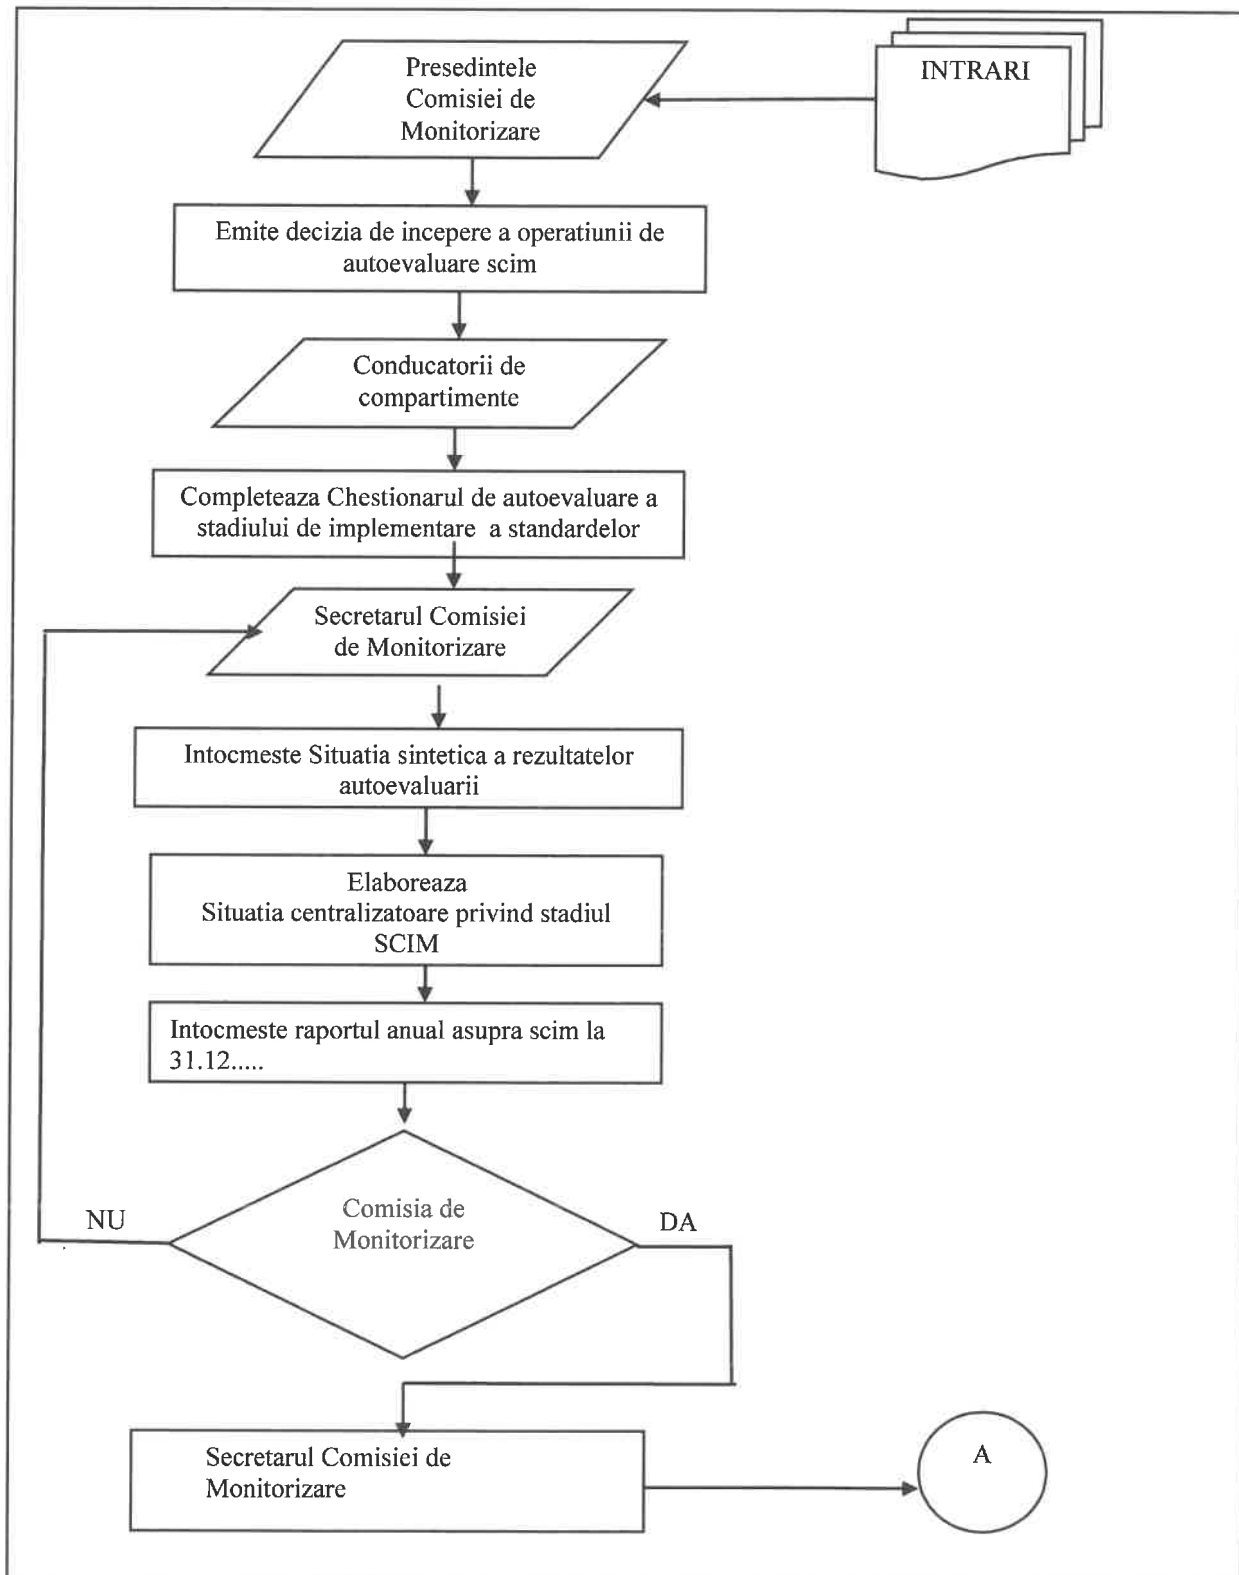 Presedintele
Comisiei de
Monitorizare
INTRARI
Emite decizia de incepere a operatiunii de
autoevaluare scim
Conducatorii de
compartimente
Completeaza Chestionarul de autoevaluare a
stadiului de implementare a standardelor
Secretarul Comisiei
de Monitorizare
Intocmeste Situatia sintetica a rezultatelor
autoevaluarii
Elaboreaza
Situatia centralizatoare privind stadiul
SCIM
Intocmeste raportul anual asupra scim la
31.12.....
Comisia de
Monitorizare
NU
DA
Secretarul Comisiei de
Monitorizare
A